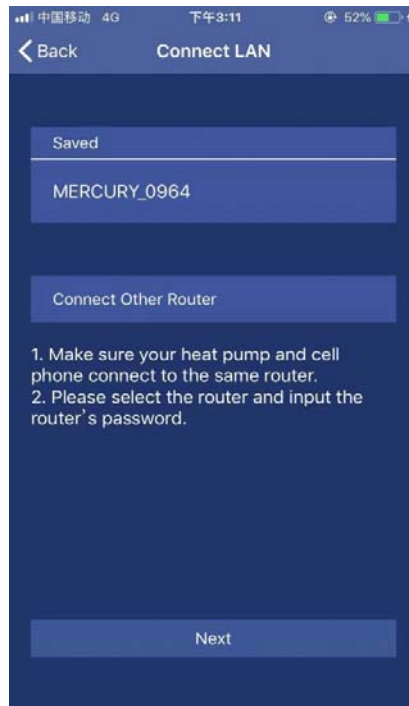 中国移动 4G 下午3:11 52%
Back Connect LAN
Saved
MERCURY_0964
Connect Other Router
1. Make sure your heat pump and cell
phone connect to the same router.
2. Please select the router and input the
router's password.
Next